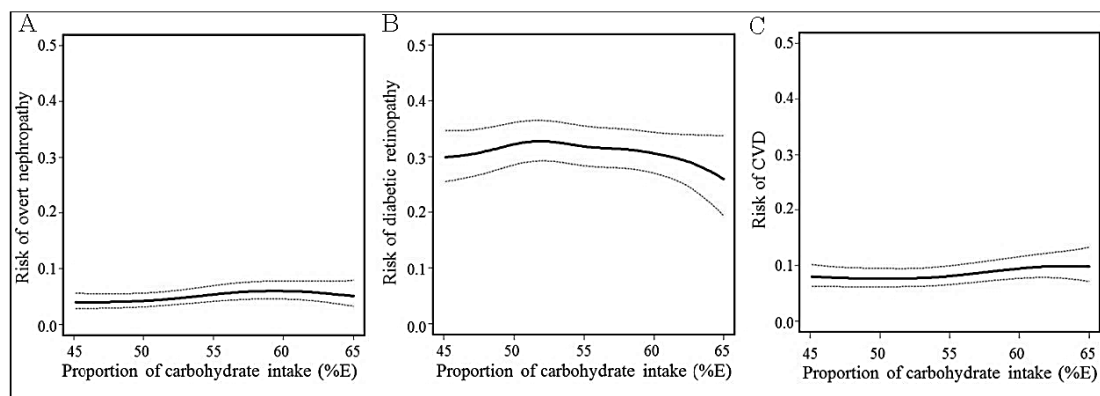 A
Risk of overt nephropathy
0.5
0.4
0.3
0.2
0.1
0.0
45 50 55 60 65
Proportion of carbohydrate intake (%E)
B
Risk of diabetic retinopathy
0.5
0.4
0.3
0.2
0.1
0.0
45 50 55 60 65
Proportion of carbohydrate intake (%E)
C
Risk of CVD
0.5
0.4
0.3
0.2
0.1
0.0
45 50 55 60 65
Proportion of carbohydrate intake (%E)